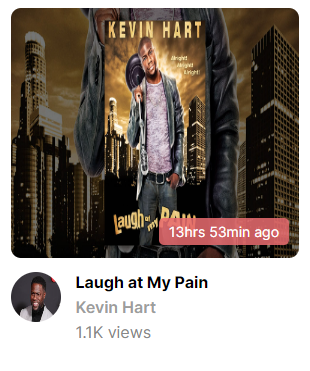 KEVIN HART
Alright!
Alright!
Alright!
Laugh at my PAIN
13hrs 53min ago
Laugh at My Pain
Kevin Hart
1.1K views